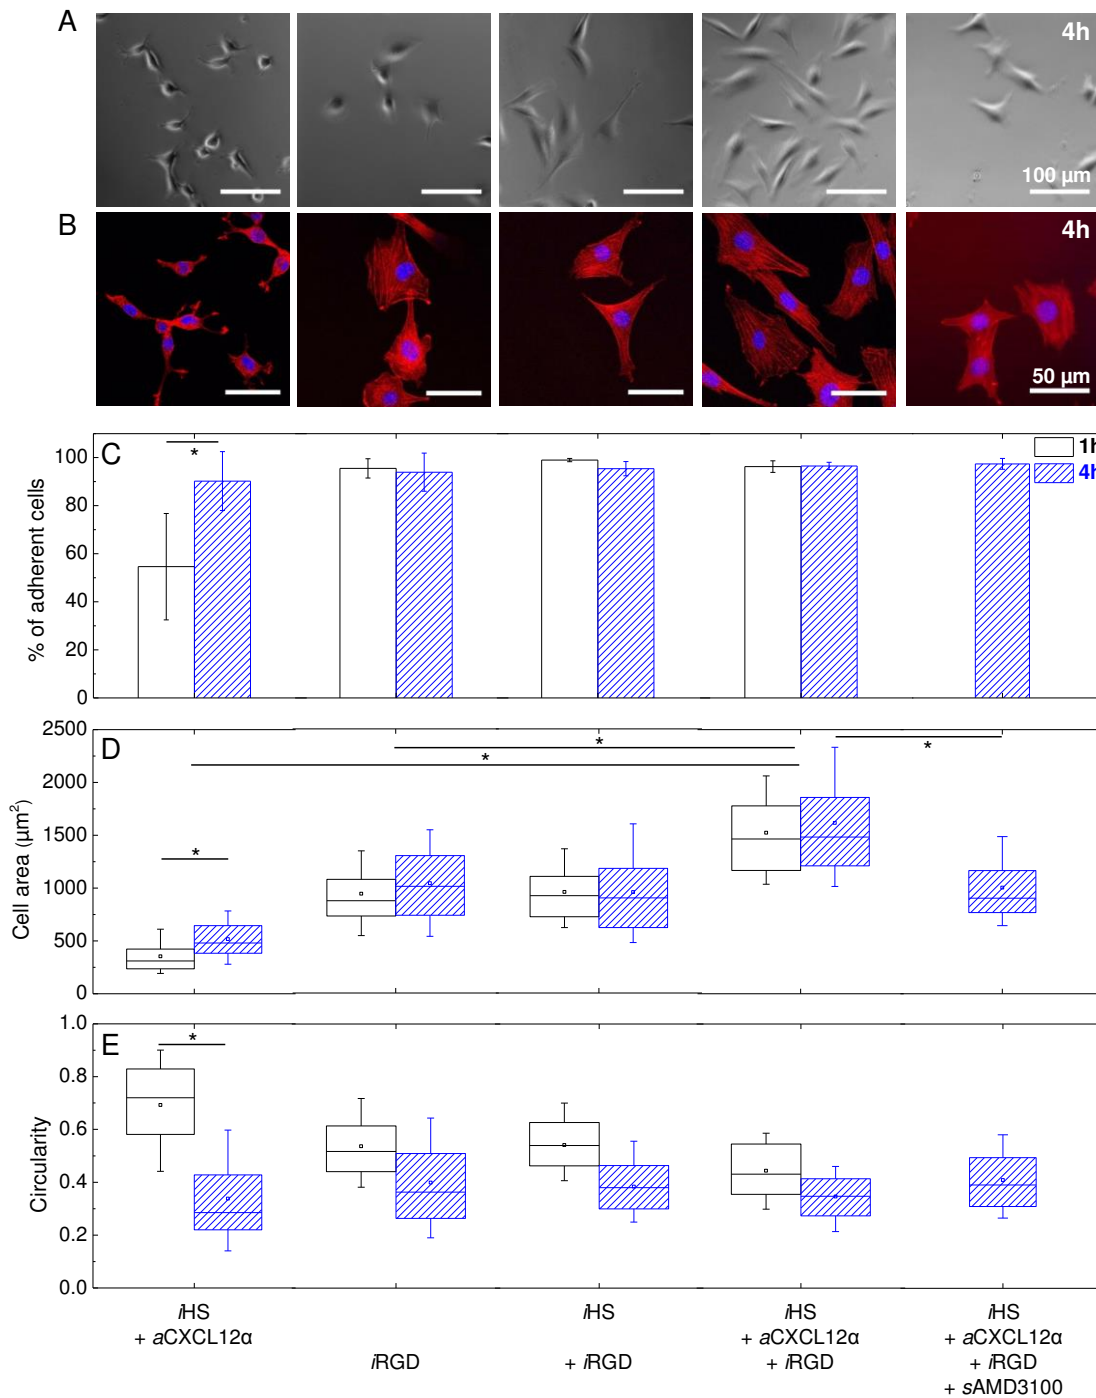 A
4h
100 µm
B
4h
50 µm
C
*
1h
4h
% of adherent cells
100
80
60
40
20
0
D
*
*
*
*
Cell area (µm²)
2500
2000
1500
1000
500
0
E
*
Circularity
1.0
0.8
0.6
0.4
0.2
0.0
iHS
+ aCXCL12α
iRGD
iHS
+ iRGD
iHS
+ aCXCL12α
+ iRGD
iHS
+ aCXCL12α
+ iRGD
+ sAMD3100